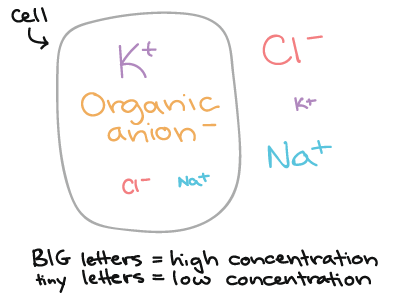 cell
K⁺
Organic
anion⁻
Cl⁻ Na⁺
Cl⁻
K⁺
Na⁺
BIG letters = high concentration
tiny letters = low concentration